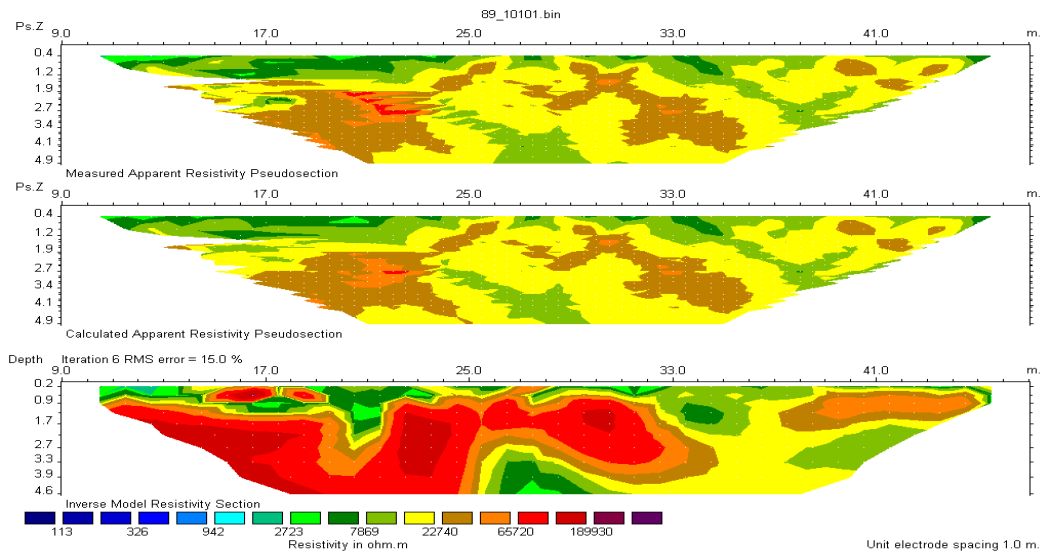 89_10101.bin
Ps.Z 9.0 17.0 25.0 33.0 41.0 m.
0.4
1.2
1.9
2.7
3.4
4.1
4.9
Measured Apparent Resistivity Pseudosection
Ps.Z 9.0 17.0 25.0 33.0 41.0 m.
0.4
1.2
1.9
2.7
3.4
4.1
4.9
Calculated Apparent Resistivity Pseudosection
Depth Iteration 6 RMS error = 15.0 %
9.0 17.0 25.0 33.0 41.0 m.
0.2
0.9
1.7
2.7
3.3
3.9
4.6
Inverse Model Resistivity Section
113 326 942 2723 7869 22740 65720 189930
Resistivity in ohm.m Unit electrode spacing 1.0 m.